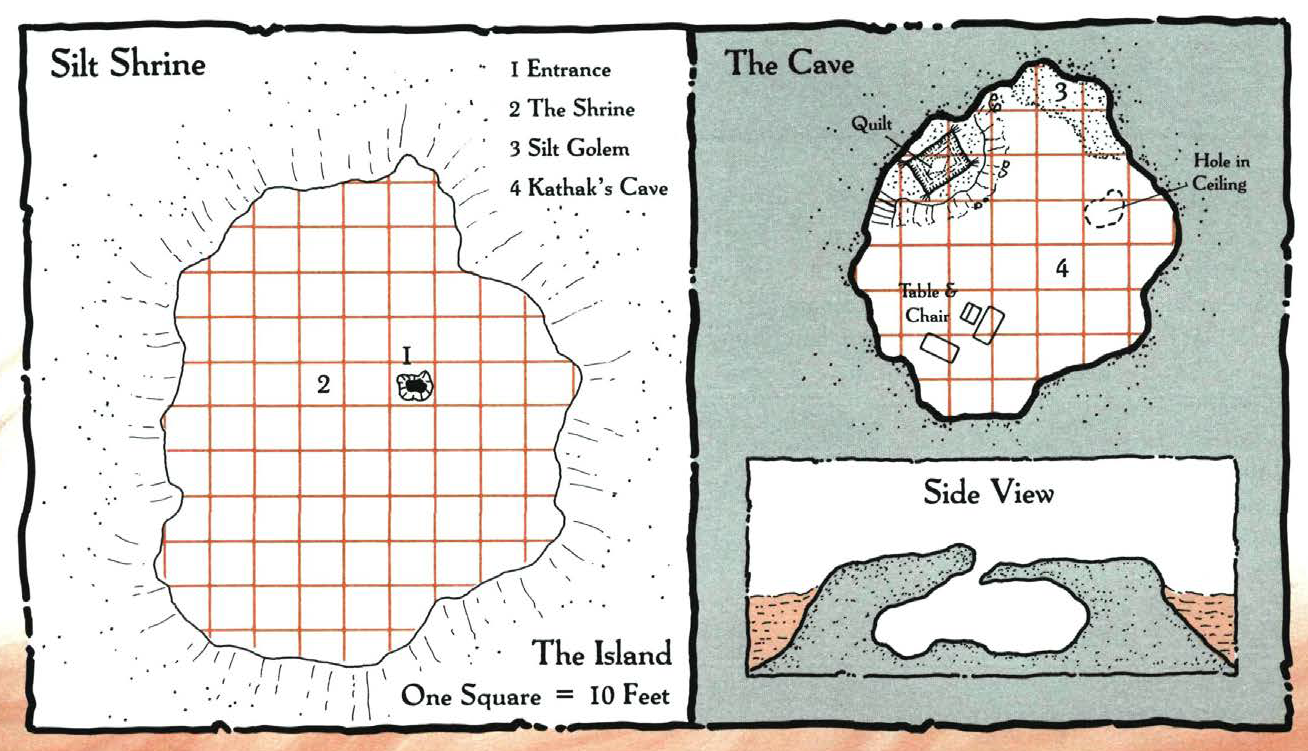 Silt Shrine
1 Entrance
2 The Shrine
3 Silt Golem
4 Kathak's Cave
1
2
The Island
One Square = 10 Feet
The Cave
3
Quilt
Hole in
Ceiling
4
Table &
Chair
Side View